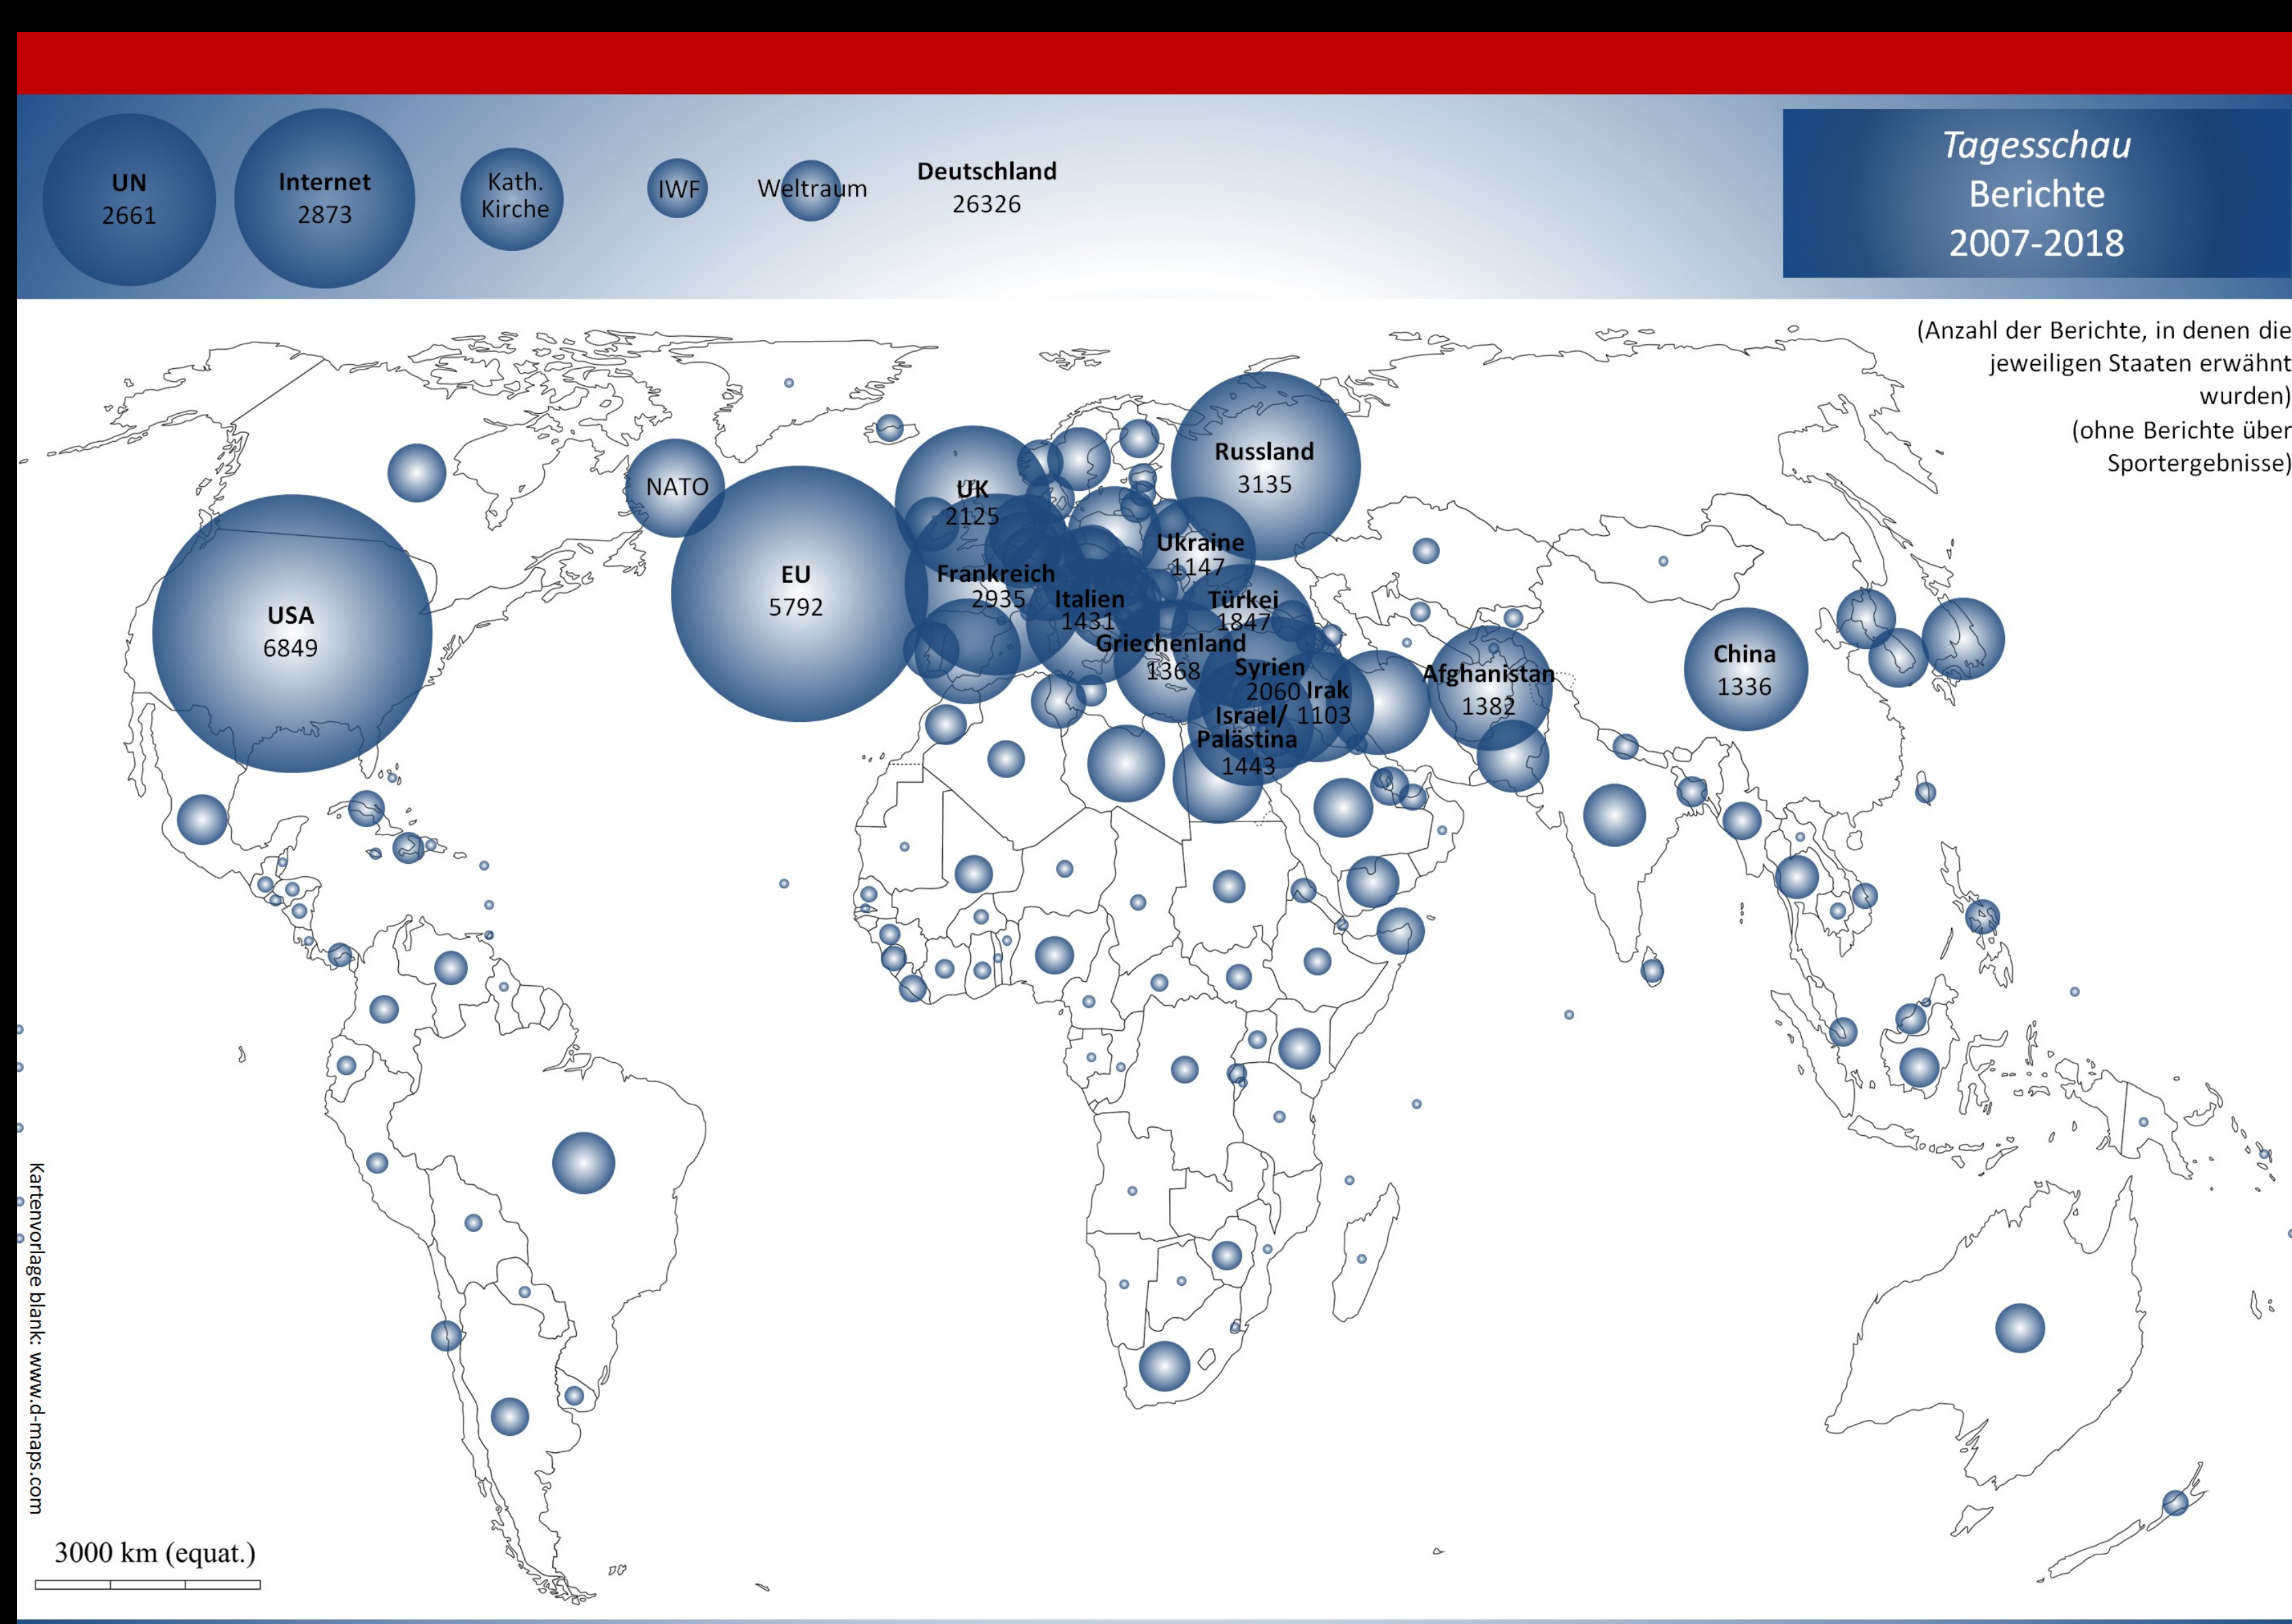 UN
2661
Internet
2873
Kath.
Kirche
IWF
Weltraum
Deutschland
26326
Tagesschau
Berichte
2007-2018
(Anzahl der Berichte, in denen die
jeweiligen Staaten erwähnt
wurden)
(ohne Berichte über
Sportergebnisse)
Russland
3135
NATO
UK
2125
Ukraine
1147
EU
5792
Frankreich
2935
Italien
1431
Türkei
1847
USA
6849
Griechenland
1368
Syrien
2060
Irak
1103
Israel/
Palästina
1443
Afghanistan
1382
China
1336
Kartenvorlage blank: www.d-maps.com
3000 km (equat.)